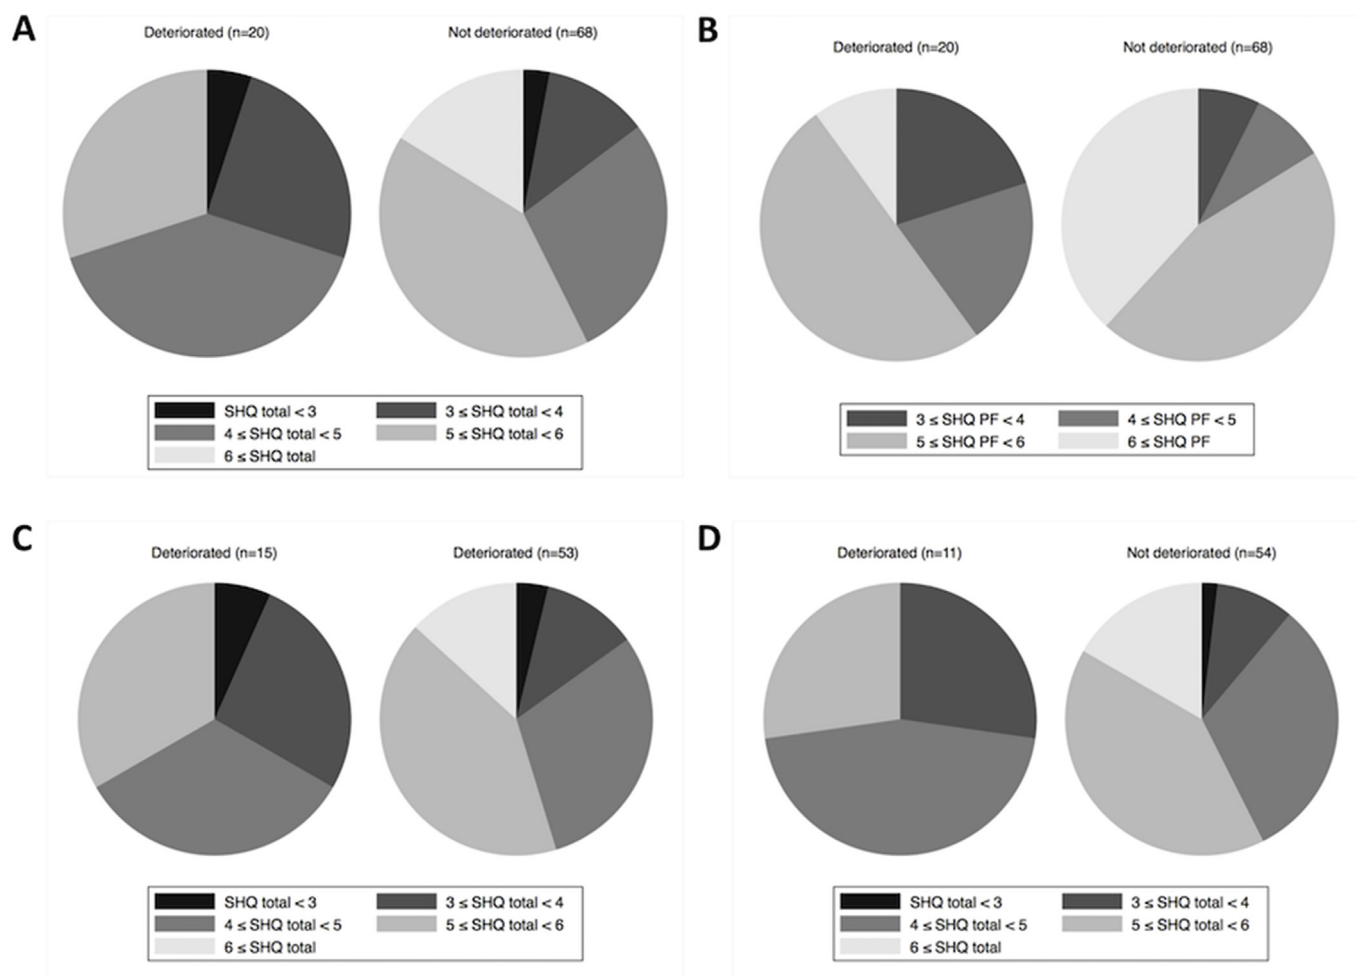 A
Deteriorated (n=20)
Not deteriorated (n=68)
SHQ total < 3
3 ≤ SHQ total < 4
4 ≤ SHQ total < 5
5 ≤ SHQ total < 6
6 ≤ SHQ total
B
Deteriorated (n=20)
Not deteriorated (n=68)
3 ≤ SHQ PF < 4
4 ≤ SHQ PF < 5
5 ≤ SHQ PF < 6
6 ≤ SHQ PF
C
Deteriorated (n=15)
Deteriorated (n=53)
SHQ total < 3
3 ≤ SHQ total < 4
4 ≤ SHQ total < 5
5 ≤ SHQ total < 6
6 ≤ SHQ total
D
Deteriorated (n=11)
Not deteriorated (n=54)
SHQ total < 3
3 ≤ SHQ total < 4
4 ≤ SHQ total < 5
5 ≤ SHQ total < 6
6 ≤ SHQ total